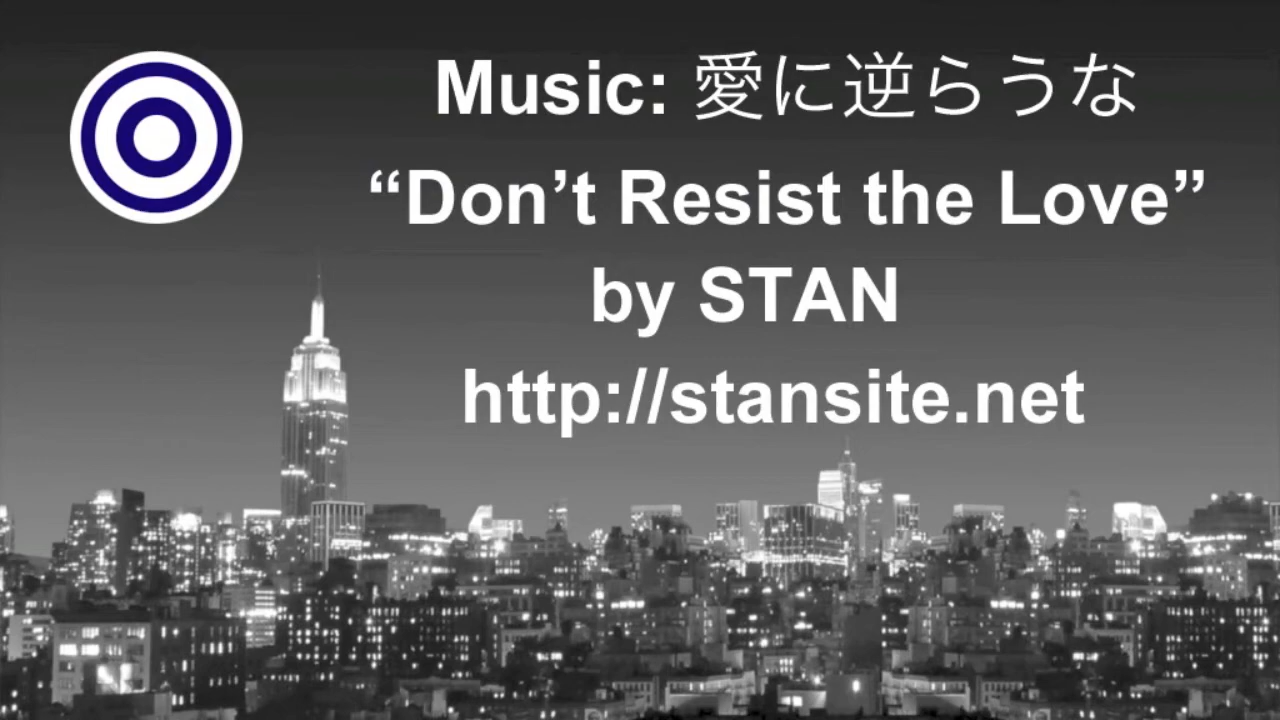 Music: 愛に逆らうな
“Don’t Resist the Love”
by STAN
http://stansite.net